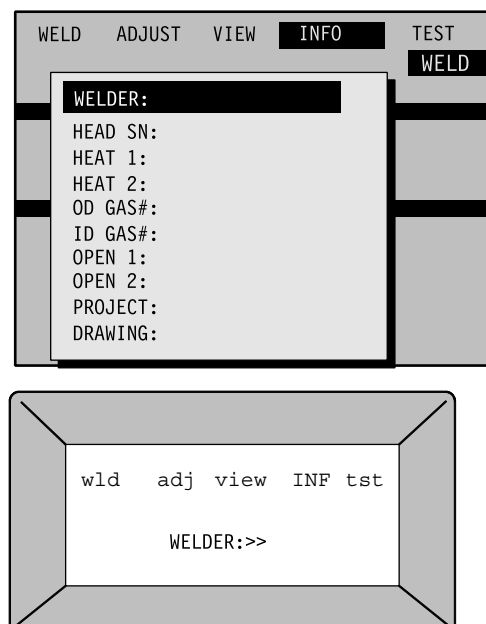 WELD ADJUST VIEW INFO TEST
WELD
WELDER:
HEAD SN:
HEAT 1:
HEAT 2:
OD GAS#:
ID GAS#:
OPEN 1:
OPEN 2:
PROJECT:
DRAWING:
wld adj view INF tst
WELDER:>>